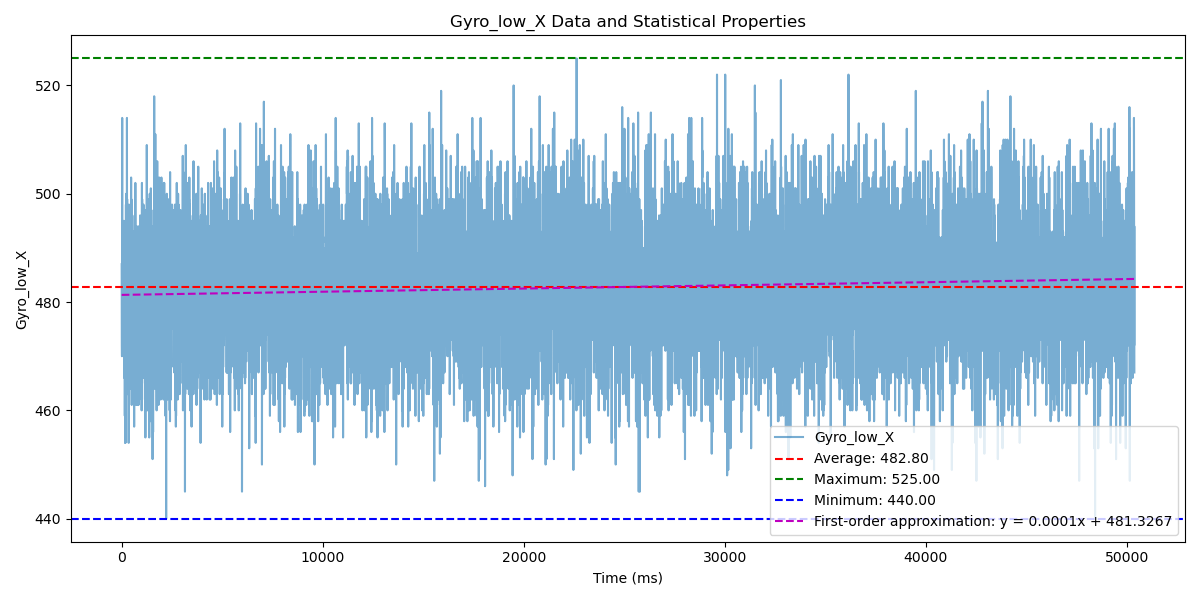 Gyro_low_X Data and Statistical Properties
Gyro_low_X
520
500
480
460
440
0
10000
20000
30000
40000
50000
Time (ms)
Gyro_low_X
Average: 482.80
Maximum: 525.00
Minimum: 440.00
First-order approximation: y = 0.0001x + 481.3267